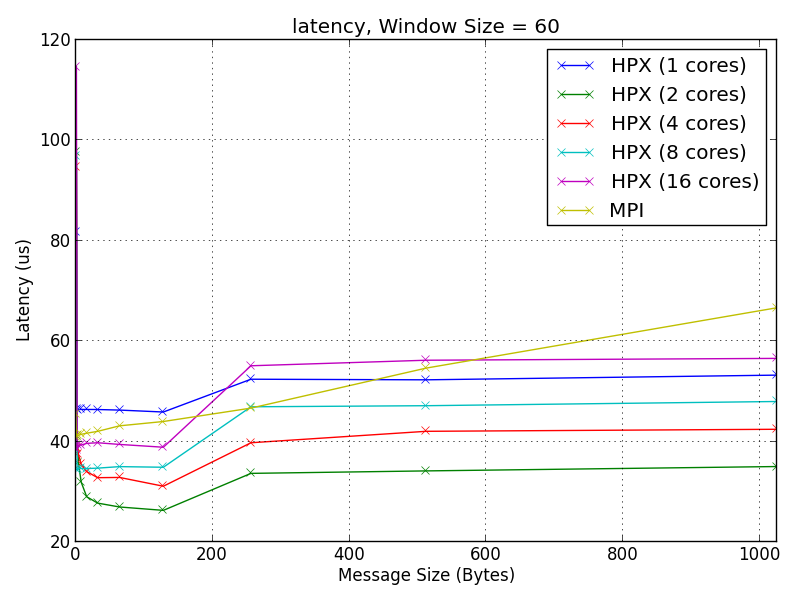 latency, Window Size = 60
120
100
80
60
40
20
Latency (us)
HPX (1 cores)
HPX (2 cores)
HPX (4 cores)
HPX (8 cores)
HPX (16 cores)
MPI
0 200 400 600 800 1000
Message Size (Bytes)